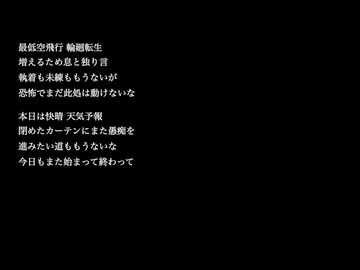 最低空飛行 輪廻転生
増えるため息と独り言
執着も未練ももうないが
恐怖でまだ此処は動けないな
本日は快晴 天気予報
閉めたカーテンにまた愚痴を
進みたい道ももうないな
今日もまた始まって終わって